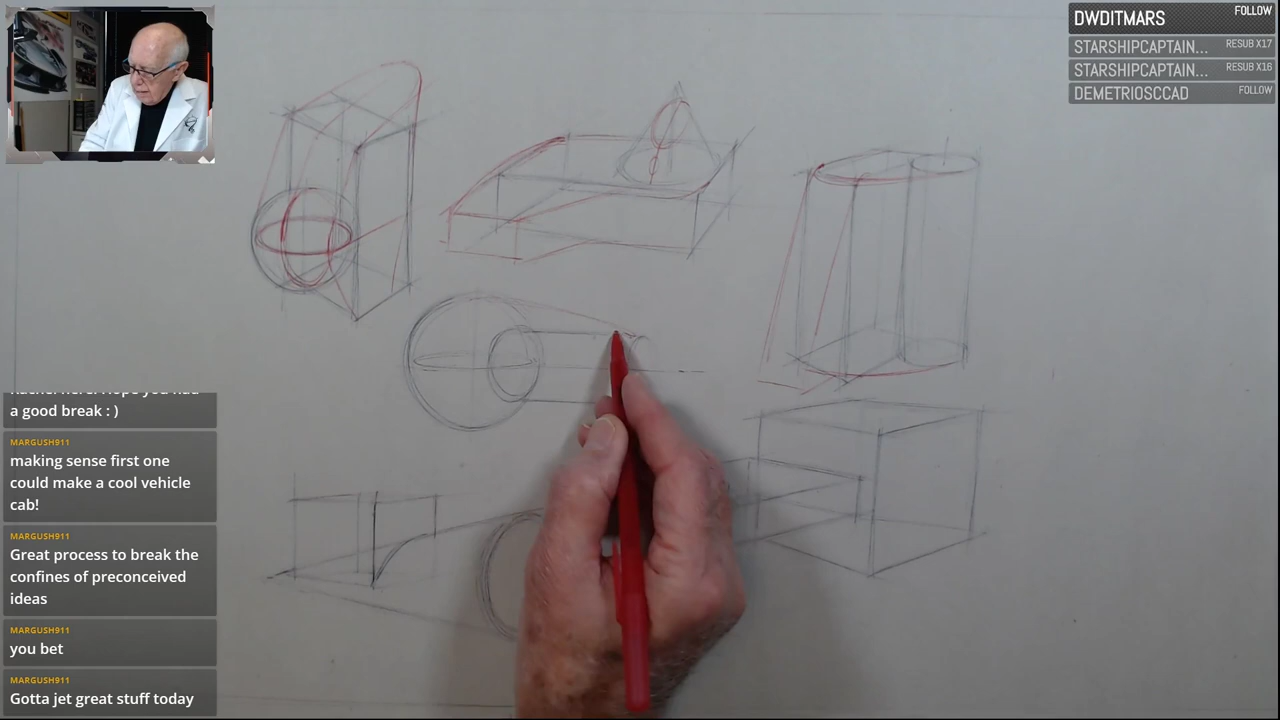 DWDITMARS FOLLOW
STARSHIPCAPTAIN... RESUB X17
STARSHIPCAPTAIN... RESUB X16
DEMETRIOSCCAD FOLLOW
a good break : )
MARGUSH911
making sense first one
could make a cool vehicle
cab!
MARGUSH911
Great process to break the
confines of preconceived
ideas
MARGUSH911
you bet
MARGUSH911
Gotta jet great stuff today